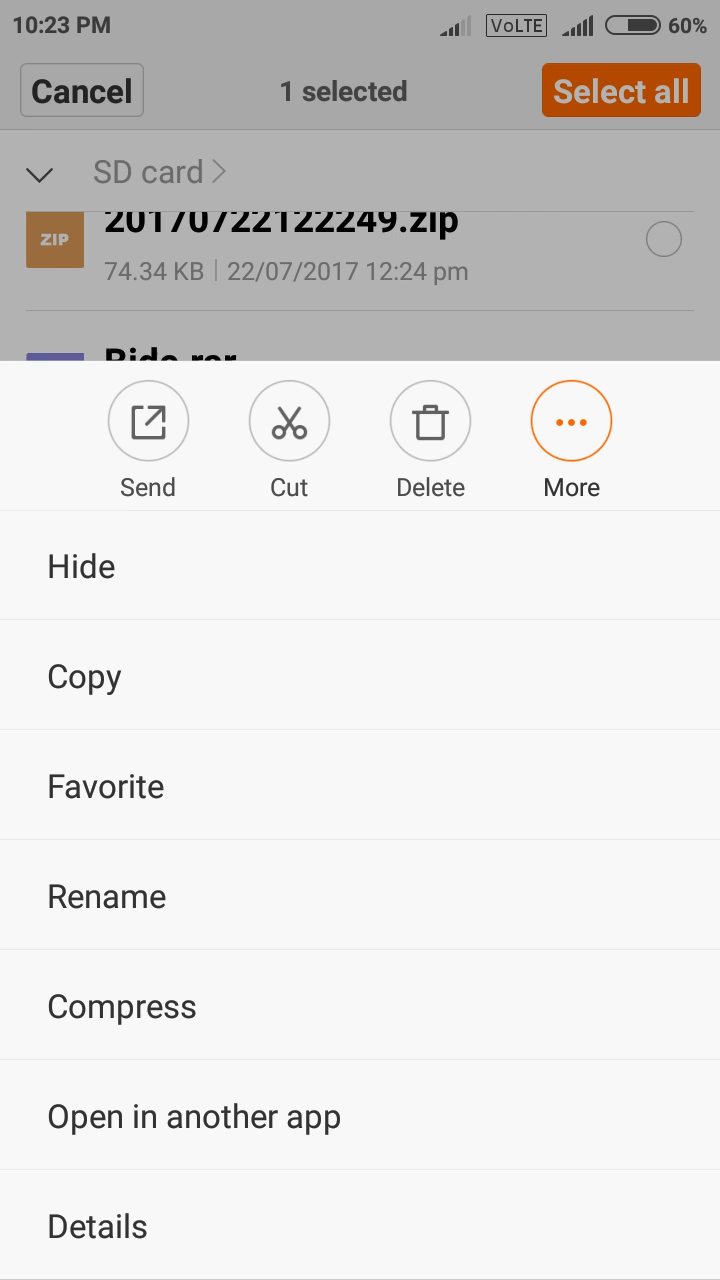 10:23 PM VoLTE 60%
Cancel 1 selected Select all
SD card
ZIP 20170722122249.zip
74.34 KB 22/07/2017 12:24 pm
Send Cut Delete More
Hide
Copy
Favorite
Rename
Compress
Open in another app
Details